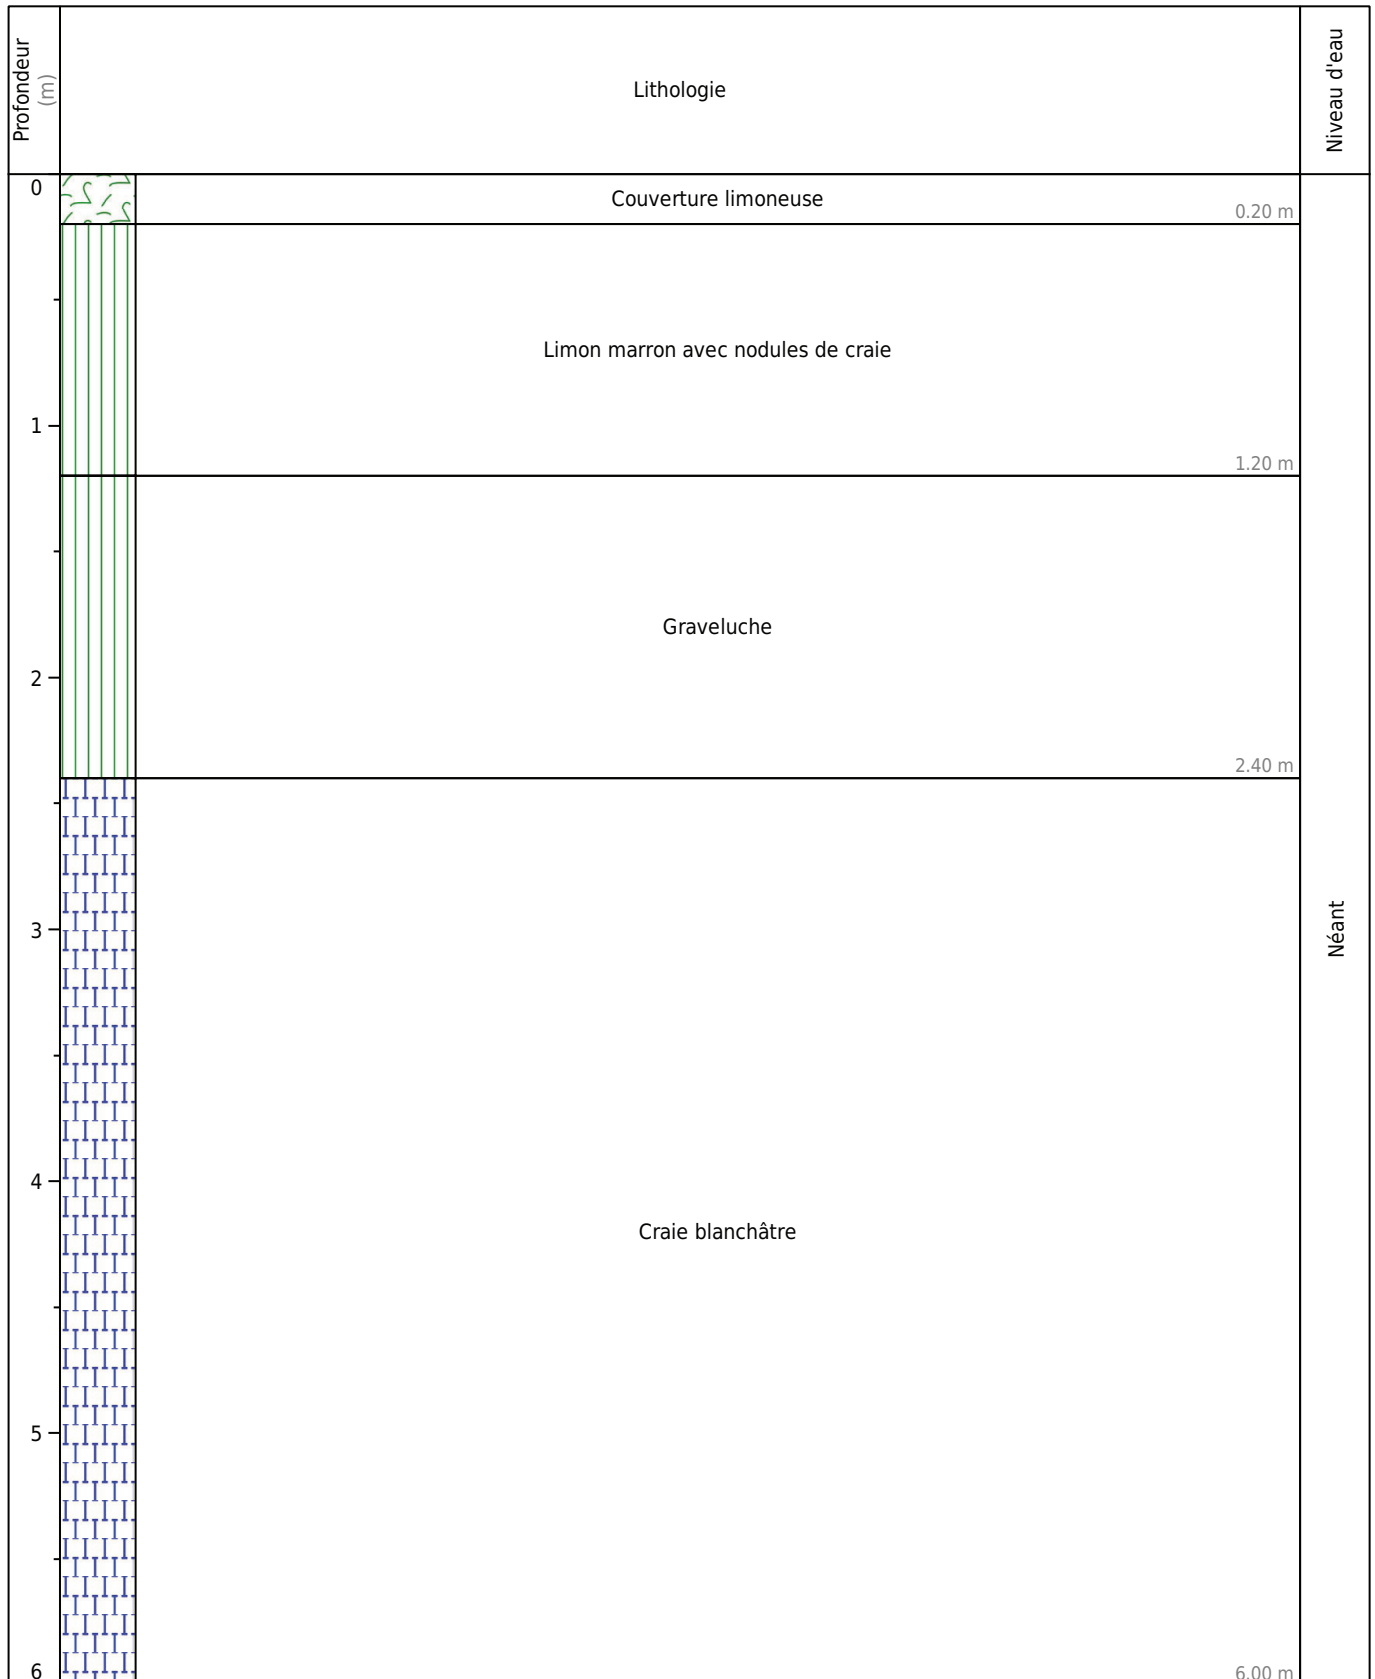 Profondeur
(m)
Lithologie
Niveau d'eau
0
Couverture limoneuse
0.20 m
Limon marron avec nodules de craie
1
1.20 m
Graveluche
2
2.40 m
3
Néant
4
Craie blanchâtre
5
6
6.00 m